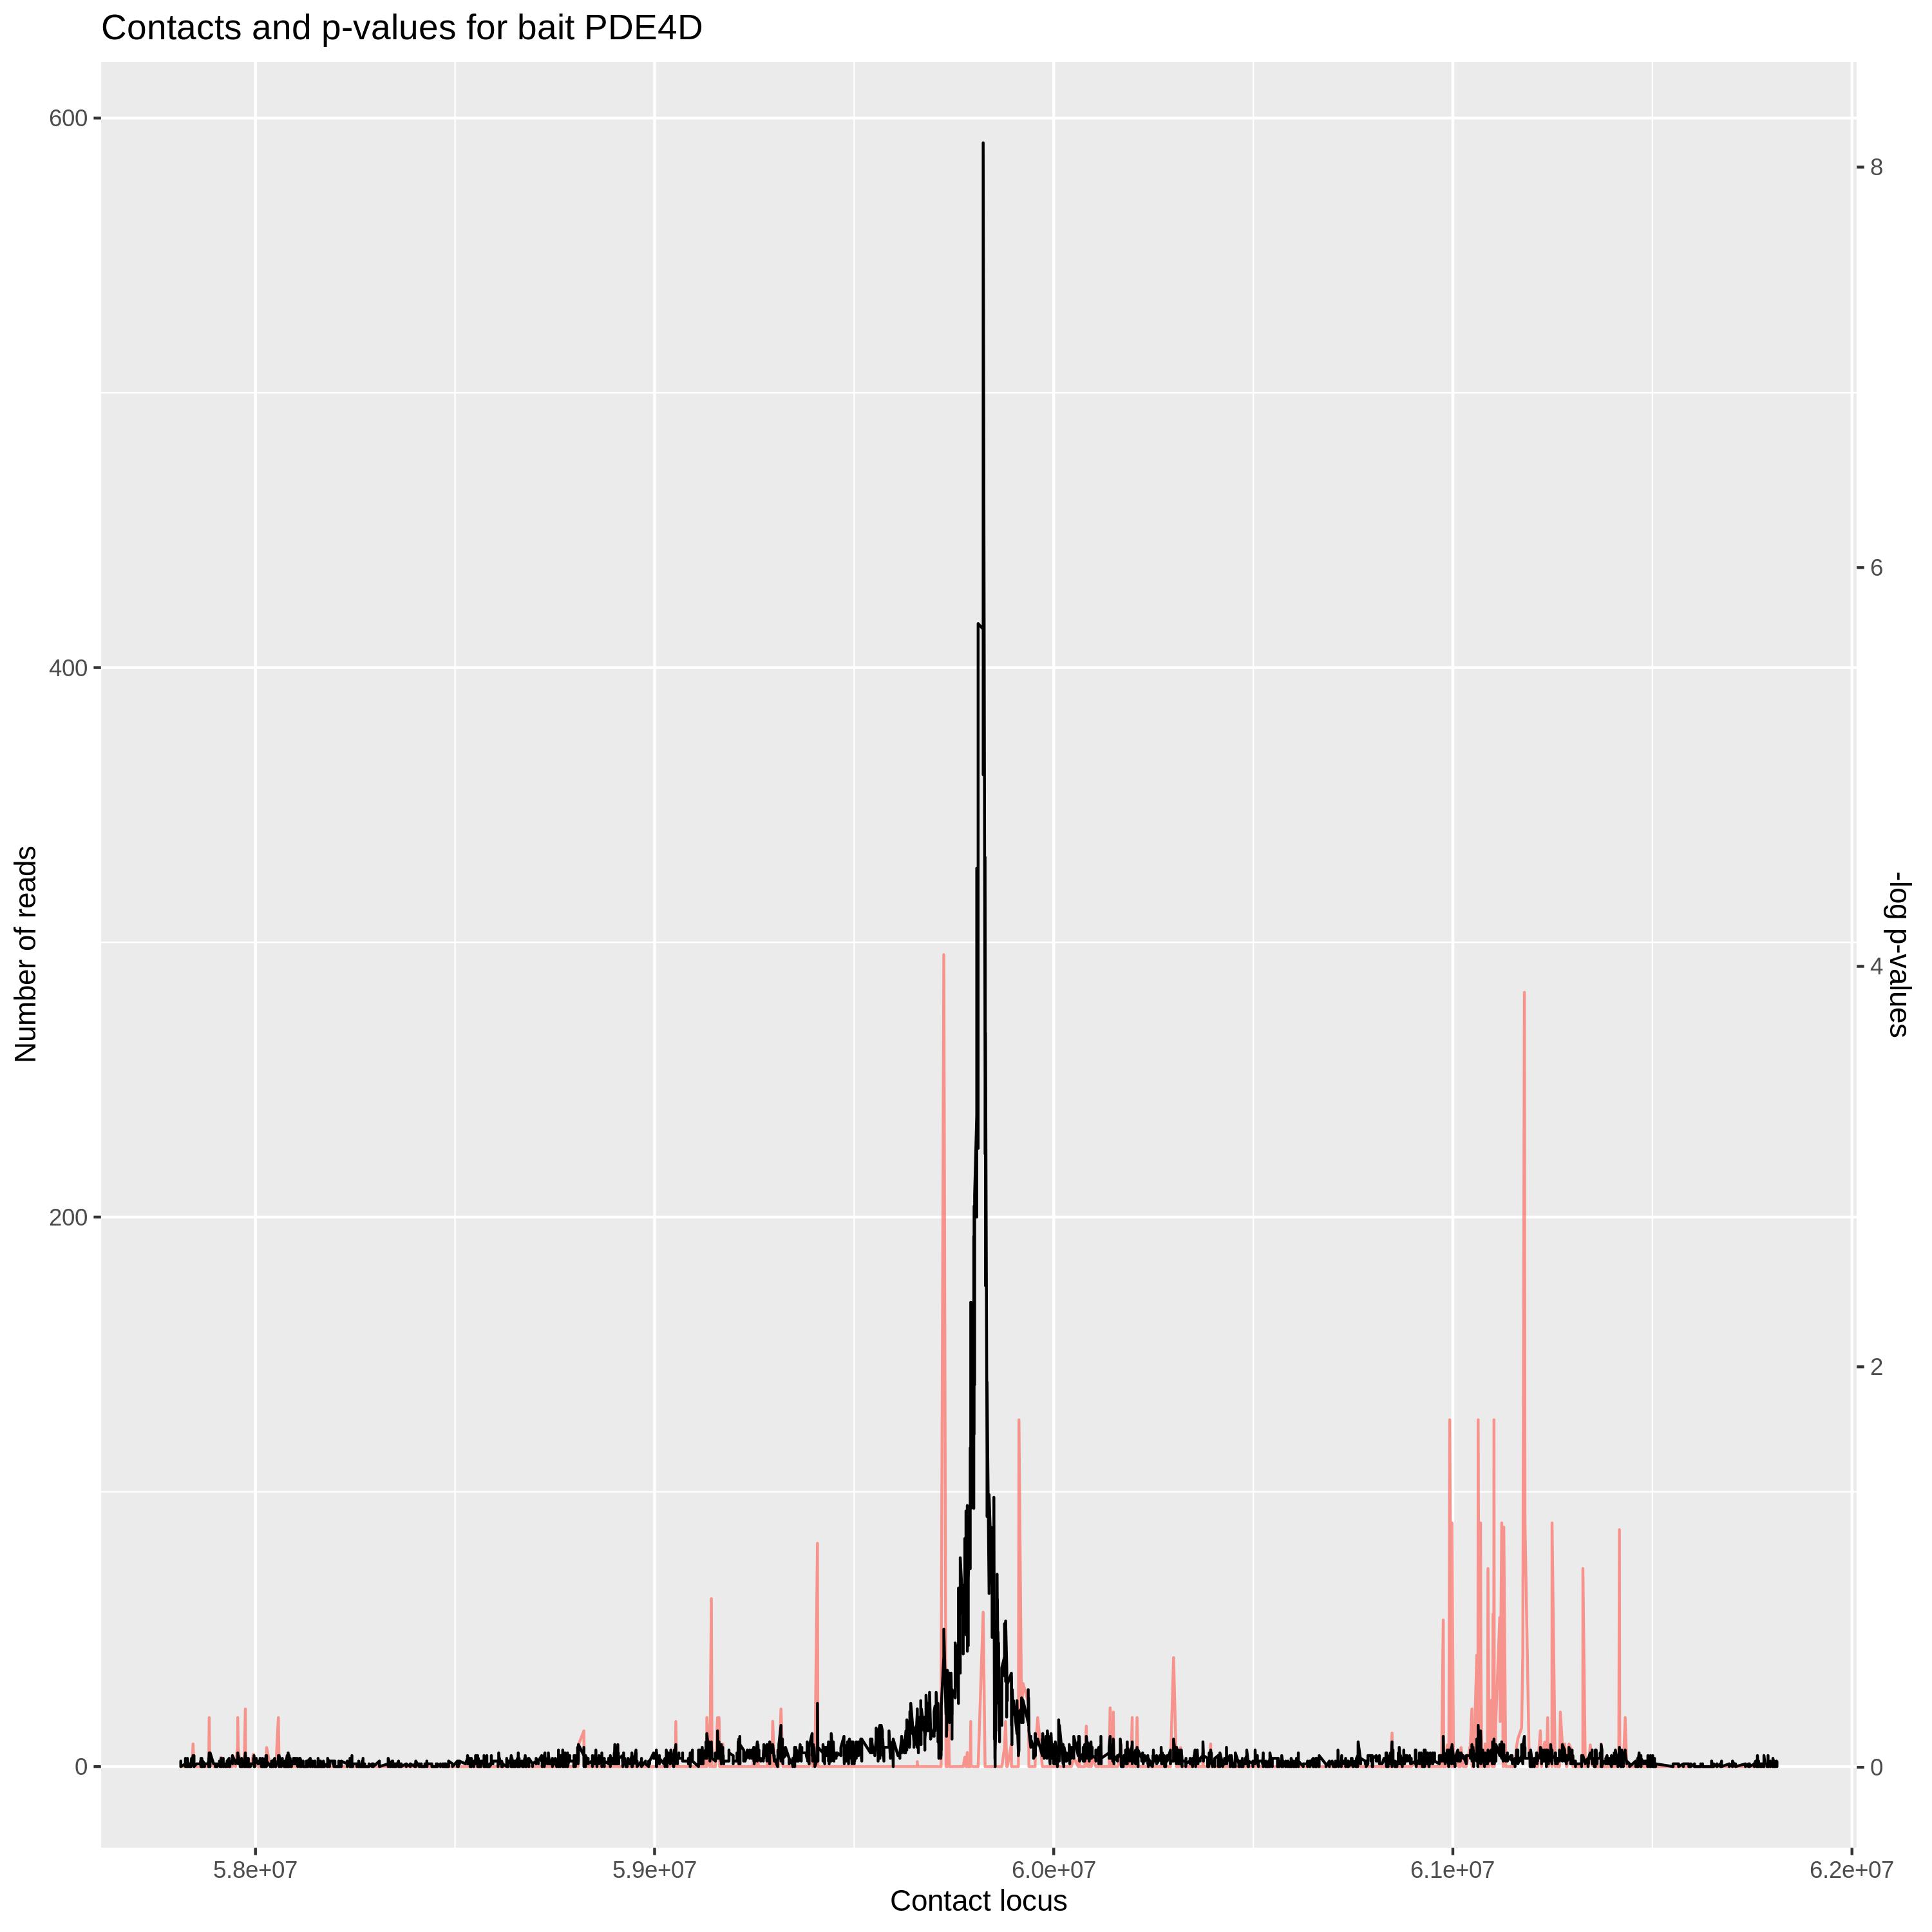 Contacts and p-values for bait PDE4D
600
400
200
0
Number of reads
8
6
4
2
0
-log p-values
5.8e+07
5.9e+07
6.0e+07
6.1e+07
6.2e+07
Contact locus